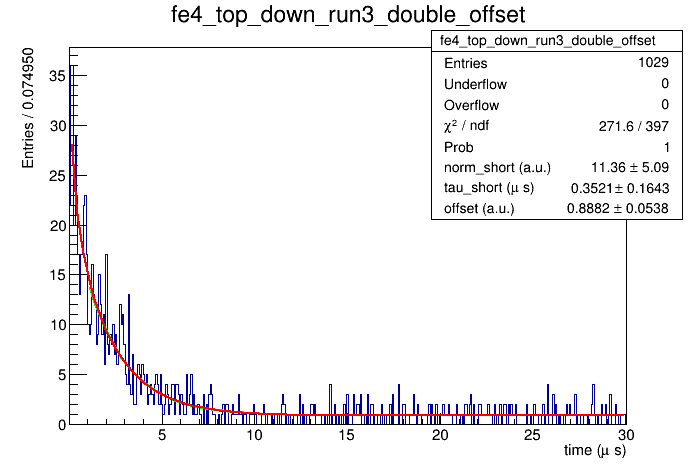 fe4_top_down_run3_double_offset
fe4_top_down_run3_double_offset
Entries 1029
Underflow 0
Overflow 0
χ² / ndf 271.6 / 397
Prob 1
norm_short (a.u.) 11.36 ± 5.09
tau_short (μ s) 0.3521± 0.1643
offset (a.u.) 0.8882 ± 0.0538
Entries / 0.074950
35
30
25
20
15
10
5
0
5 10 15 20 25 30
time (μ s)